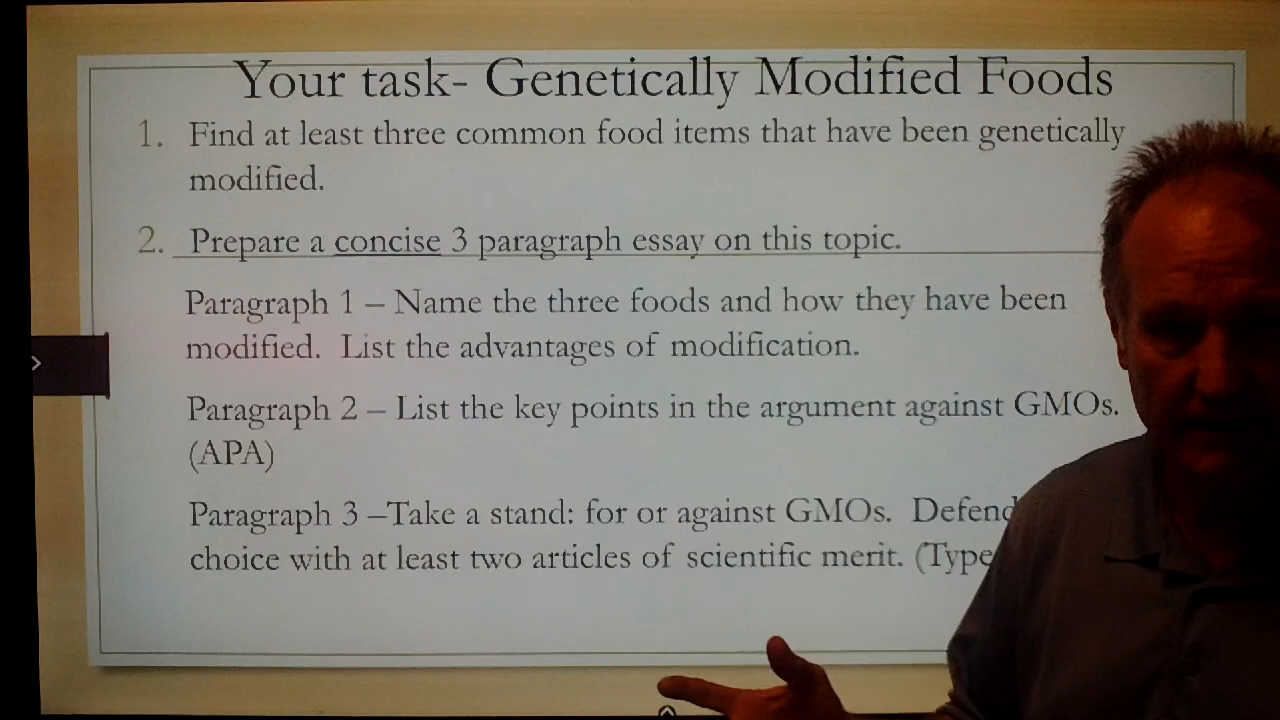 Your task- Genetically Modified Foods
1. Find at least three common food items that have been genetically
modified.
2. Prepare a concise 3 paragraph essay on this topic.
Paragraph 1 – Name the three foods and how they have been
modified. List the advantages of modification.
Paragraph 2 – List the key points in the argument against GMOs.
(APA)
Paragraph 3 –Take a stand: for or against GMOs. Defend
choice with at least two articles of scientific merit. (Type